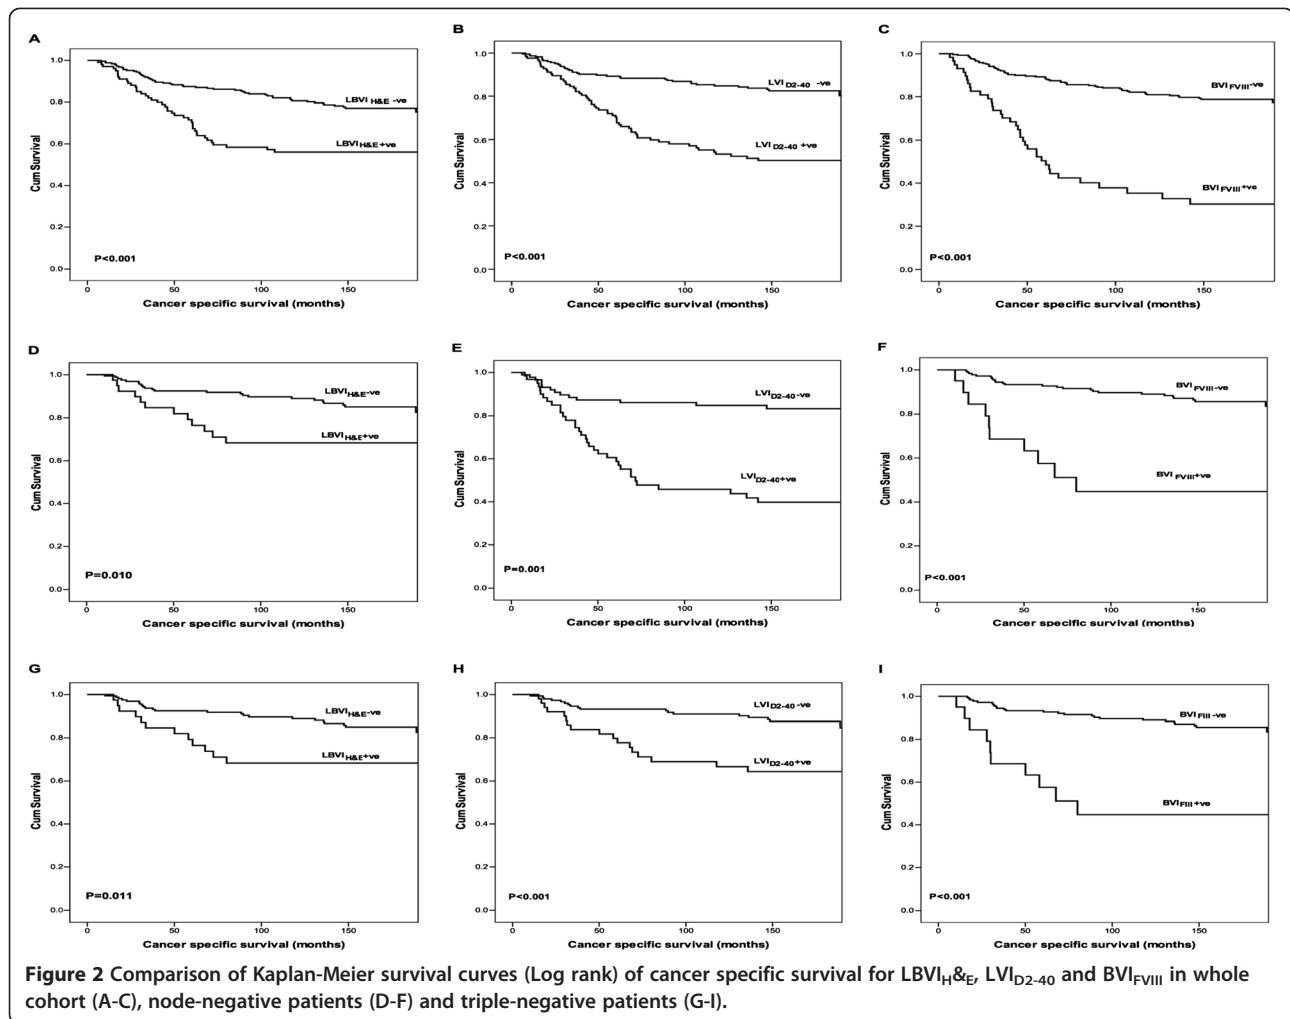 A
Cum Survival
1.0
0.8
0.6
0.4
0.2
0.0
LBVI H&E -ve
LBVI H&E+ve
P<0.001
0 50 100 150
Cancer specific survival (months)
B
Cum Survival
1.0
0.8
0.6
0.4
0.2
0.0
LVI D2-40 -ve
LVI D2-40 +ve
P<0.001
0 50 100 150
Cancer specific survival (months)
C
Cum Survival
1.0
0.8
0.6
0.4
0.2
0.0
BVI FVIII-ve
BVI FVIII+ve
P<0.001
0 50 100 150
Cancer specific survival (months)
D
Cum Survival
1.0
0.8
0.6
0.4
0.2
0.0
LBVI H&E-ve
LBVI H&E+ve
P=0.010
0 50 100 150
Cancer specific survival (months)
E
Cum Survival
1.0
0.8
0.6
0.4
0.2
0.0
LVI D2-40-ve
LVI D2-40+ve
P=0.001
0 50 100 150
Cancer specific survival (months)
F
Cum Survival
1.0
0.8
0.6
0.4
0.2
0.0
BVI FVIII-ve
BVI FVIII+ve
P<0.001
0 50 100 150
Cancer specific survival (months)
G
Cum Survival
1.0
0.8
0.6
0.4
0.2
0.0
LBVI H&E-ve
LBVI H&E+ve
P=0.011
0 50 100 150
Cancer specific survival (months)
H
Cum Survival
1.0
0.8
0.6
0.4
0.2
0.0
LVI D2-40-ve
LVI D2-40+ve
P<0.001
0 50 100 150
Cancer specific survival (months)
I
Cum Survival
1.0
0.8
0.6
0.4
0.2
0.0
BVI FIII-ve
BVI FIII+ve
P<0.001
0 50 100 150
Cancer specific survival (months)
Figure 2 Comparison of Kaplan-Meier survival curves (Log rank) of cancer specific survival for LBVIH&E, LVID2-40 and BVIFVIII in whole
cohort (A-C), node-negative patients (D-F) and triple-negative patients (G-I).